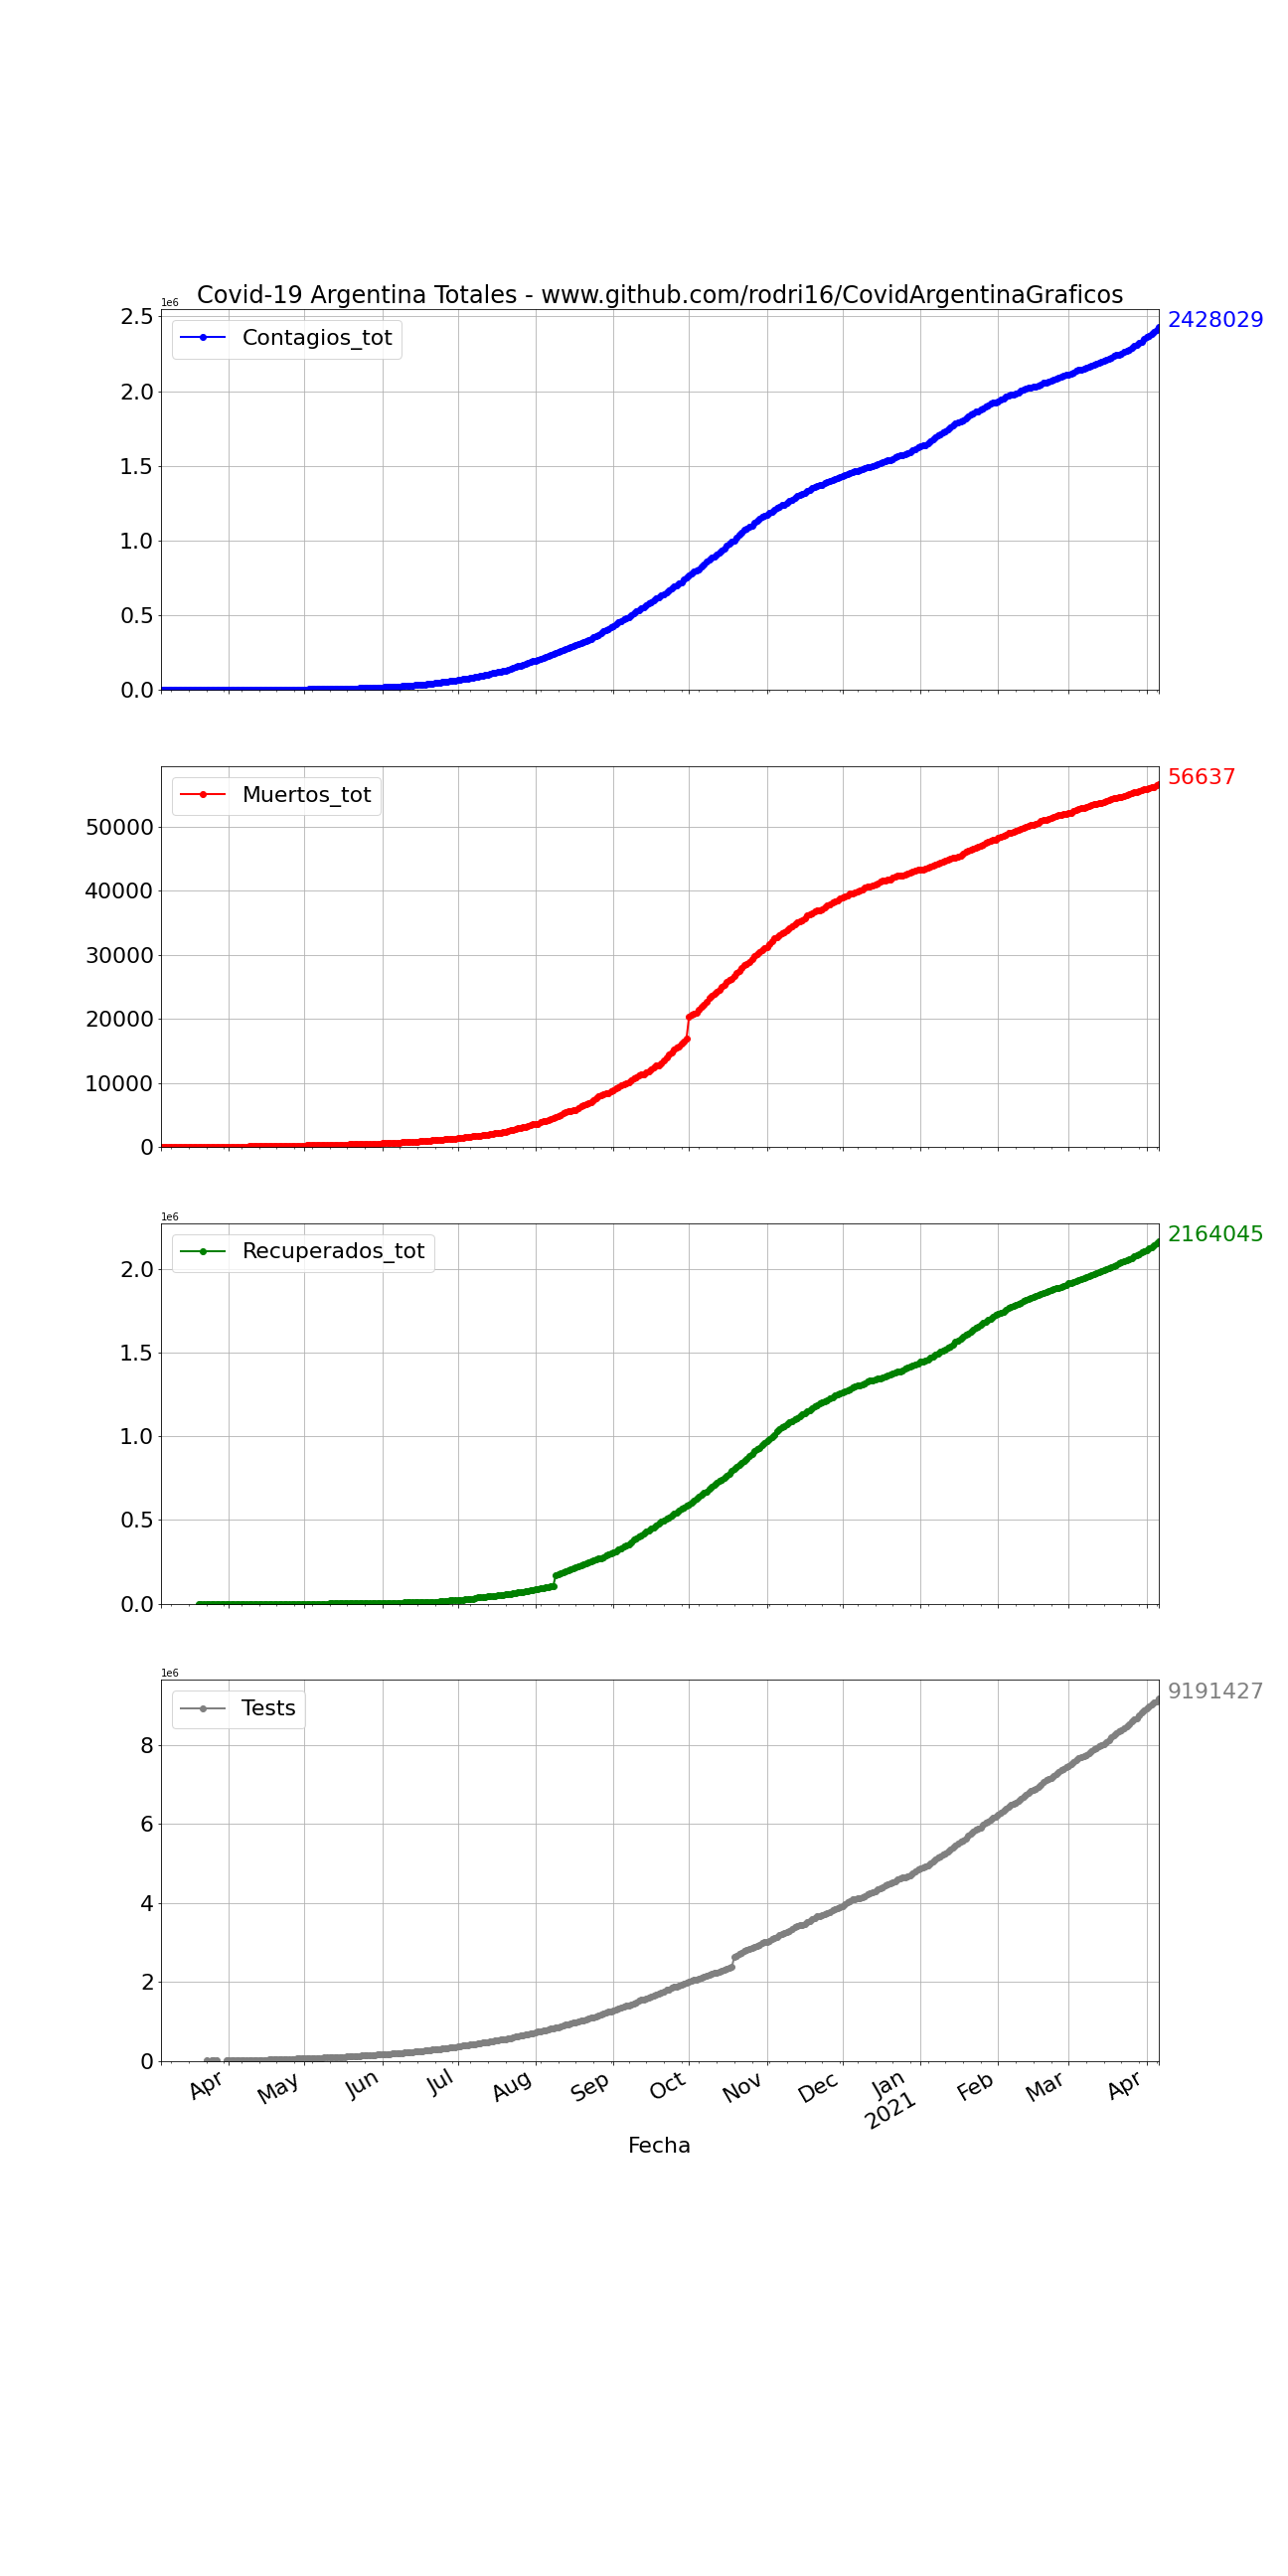 Covid-19 Argentina Totales - www.github.com/rodri16/CovidArgentinaGraficos
1e6
2.5
2.0
1.5
1.0
0.5
0.0
Contagios_tot
2428029
50000
40000
30000
20000
10000
0
Muertos_tot
56637
1e6
2.0
1.5
1.0
0.5
0.0
Recuperados_tot
2164045
1e6
8
6
4
2
0
Tests
9191427
Apr
May
Jun
Jul
Aug
Sep
Oct
Nov
Dec
Jan
2021
Feb
Mar
Apr
Fecha